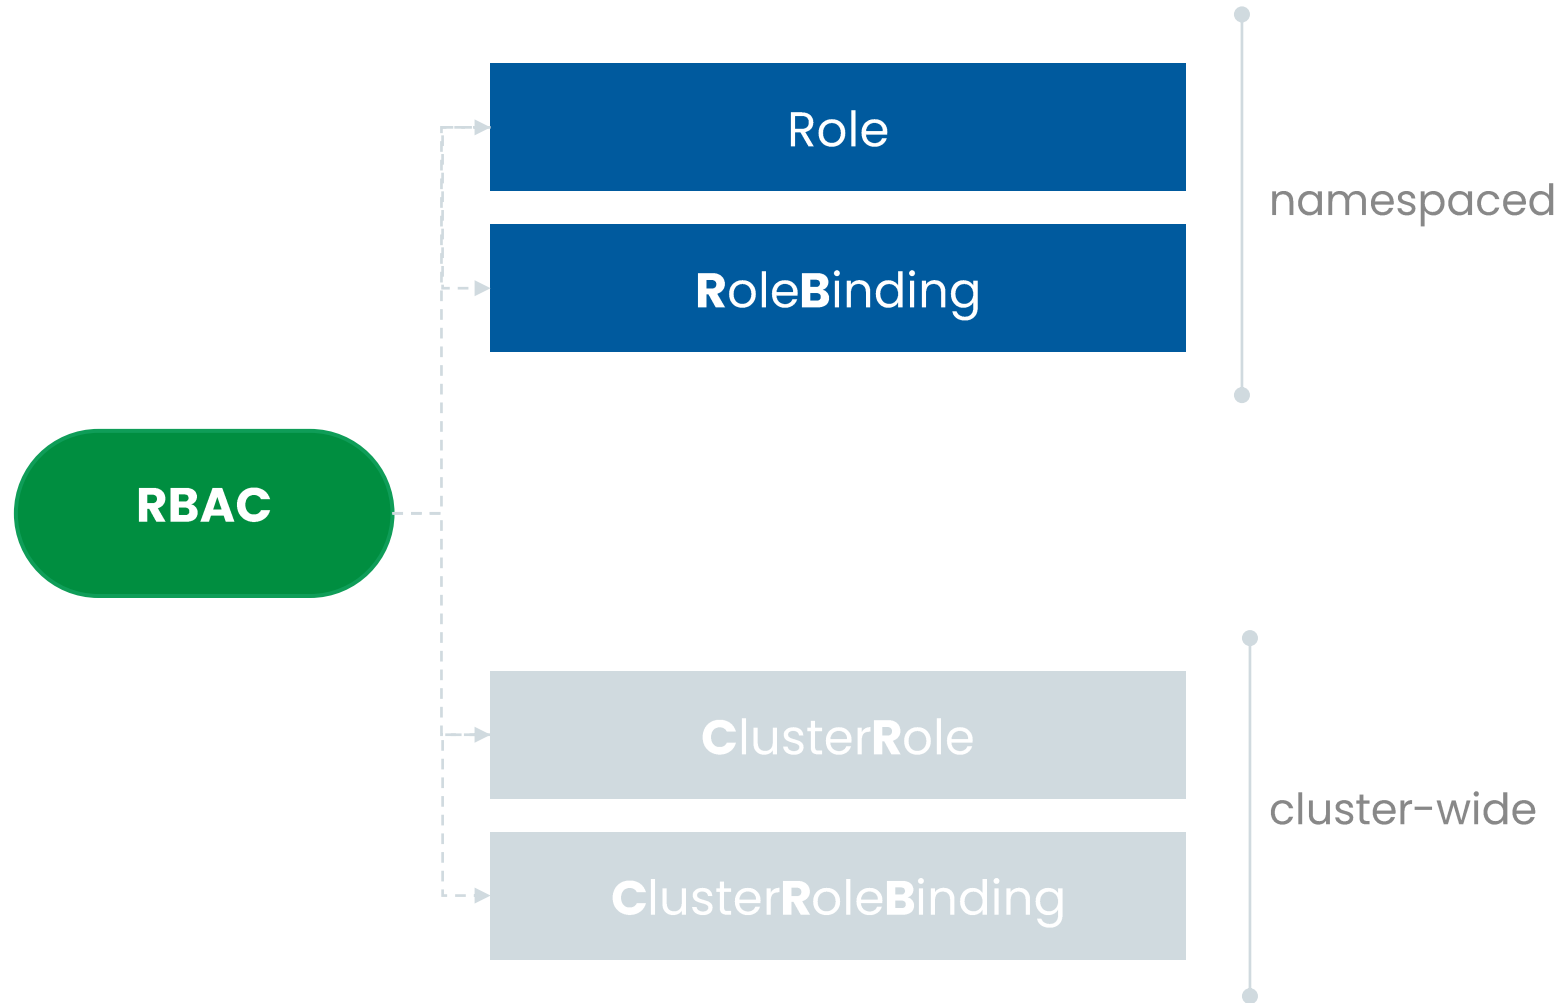 Role
namespaced
RoleBinding
RBAC
ClusterRole
cluster-wide
ClusterRoleBinding